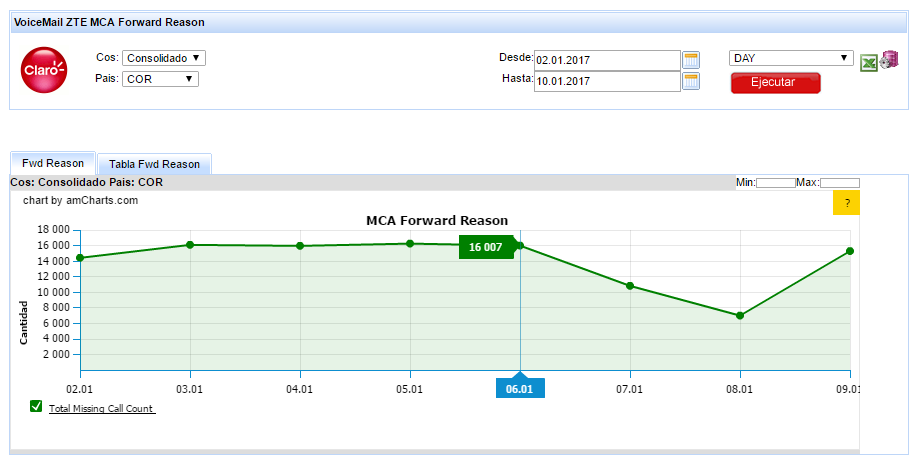 VoiceMail ZTE MCA Forward Reason
Claro
Cos: Consolidado
Desde: 02.01.2017
DAY
Pais: COR
Hasta: 10.01.2017
Ejecutar
Fwd Reason
Tabla Fwd Reason
Cos: Consolidado Pais: COR
Min:
Max:
chart by amCharts.com
?
MCA Forward Reason
Cantidad
18 000
16 000
14 000
12 000
10 000
8 000
6 000
4 000
2 000
16 007
02.01
03.01
04.01
05.01
06.01
07.01
08.01
09.01
Total Missing Call Count